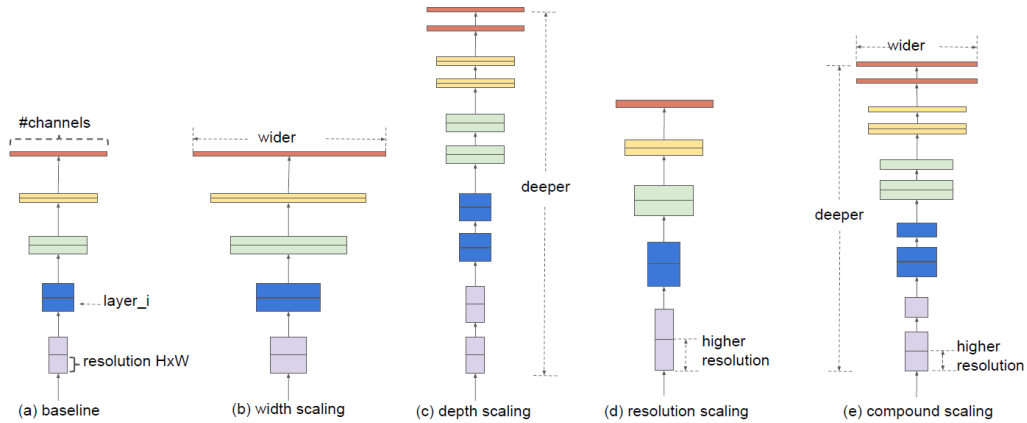 #channels
layer_i
resolution HxW
(a) baseline
wider
(b) width scaling
deeper
(c) depth scaling
higher
resolution
(d) resolution scaling
wider
deeper
higher
resolution
(e) compound scaling